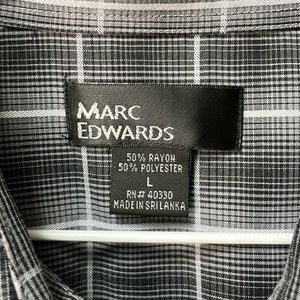 MARC
EDWARDS
50% RAYON
50% POLYESTER
L
RN# 40330
MADE IN SRI LANKA